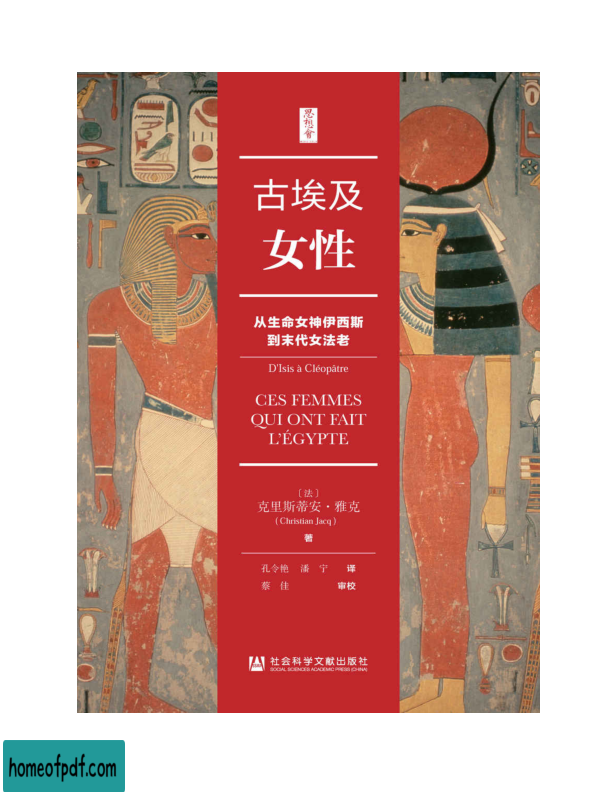 思想會
古埃及
女性
从生命女神伊西斯
到末代女法老
D'Isis à Cléopâtre
CES FEMMES
QUI ONT FAIT
L'ÉGYPTE
〔法〕
克里斯蒂安·雅克
( Christian Jacq )
著
孔令艳 潘 宁 译
蔡 佳 审校
社会科学文献出版社
SOCIAL SCIENCES ACADEMIC PRESS (CHINA)
homeofpdf.com